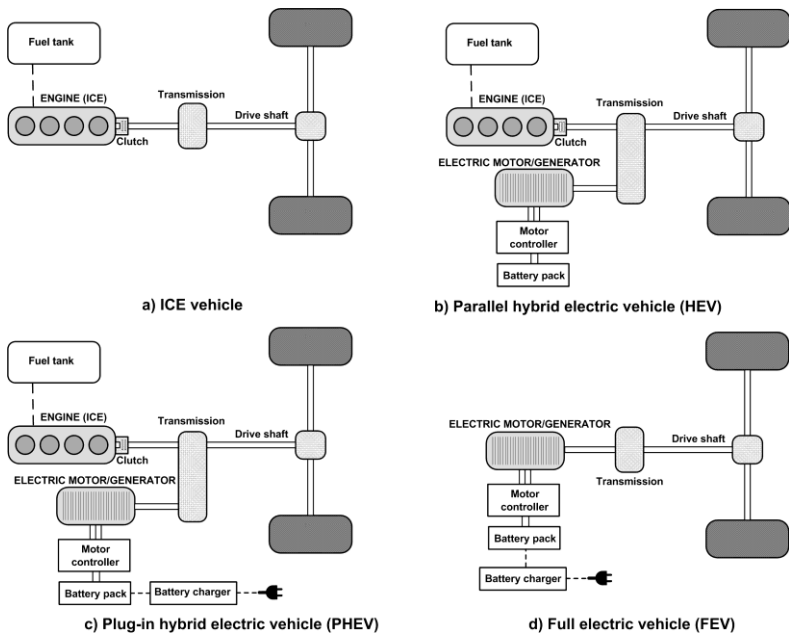 Fuel tank
ENGINE (ICE)
Clutch
Transmission
Drive shaft
a) ICE vehicle
Fuel tank
ENGINE (ICE)
Clutch
Transmission
Drive shaft
ELECTRIC MOTOR/GENERATOR
Motor
controller
Battery pack
b) Parallel hybrid electric vehicle (HEV)
Fuel tank
ENGINE (ICE)
Clutch
Transmission
Drive shaft
ELECTRIC MOTOR/GENERATOR
Motor
controller
Battery pack
Battery charger
c) Plug-in hybrid electric vehicle (PHEV)
ELECTRIC MOTOR/GENERATOR
Drive shaft
Transmission
Motor
controller
Battery pack
Battery charger
d) Full electric vehicle (FEV)